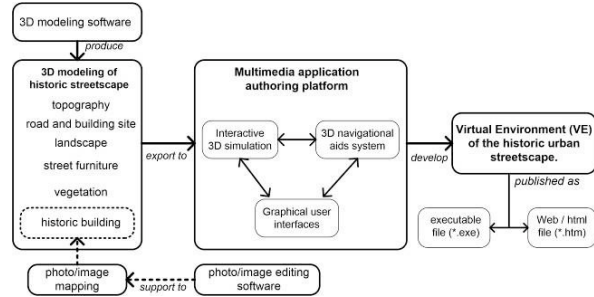 3D modeling software
produce
3D modeling of
historic streetscape
topography
road and building site
landscape
street furniture
vegetation
historic building
photo/image
mapping
support to
photo/image editing
software
export to
Multimedia application
authoring platform
Interactive
3D simulation
3D navigational
aids system
Graphical user
interfaces
develop
Virtual Environment (VE)
of the historic urban
streetscape.
published as
executable
file (*.exe)
Web / html
file (*.htm)